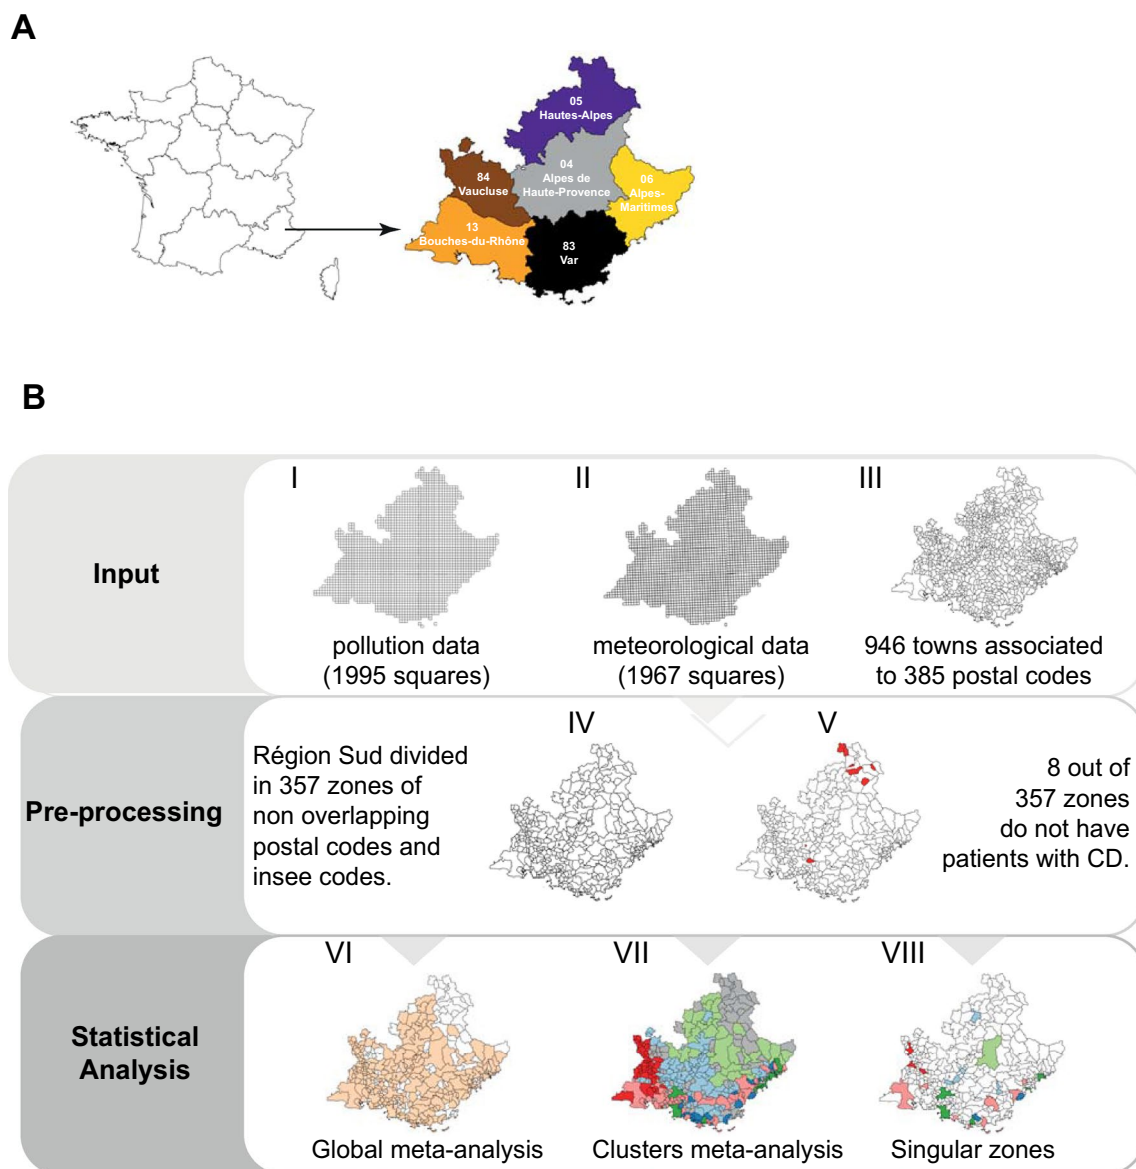 A
05
Hautes-Alpes
04
Alpes de
Haute-Provence
06
Alpes-
Maritimes
84
Vaucluse
13
Bouches-du-Rhône
83
Var
B
Input
I
II
III
pollution data
(1995 squares)
meteorological data
(1967 squares)
946 towns associated
to 385 postal codes
Pre-processing
Région Sud divided
in 357 zones of
non overlapping
postal codes and
insee codes.
IV
V
8 out of
357 zones
do not have
patients with CD.
Statistical
Analysis
VI
VII
VIII
Global meta-analysis
Clusters meta-analysis
Singular zones